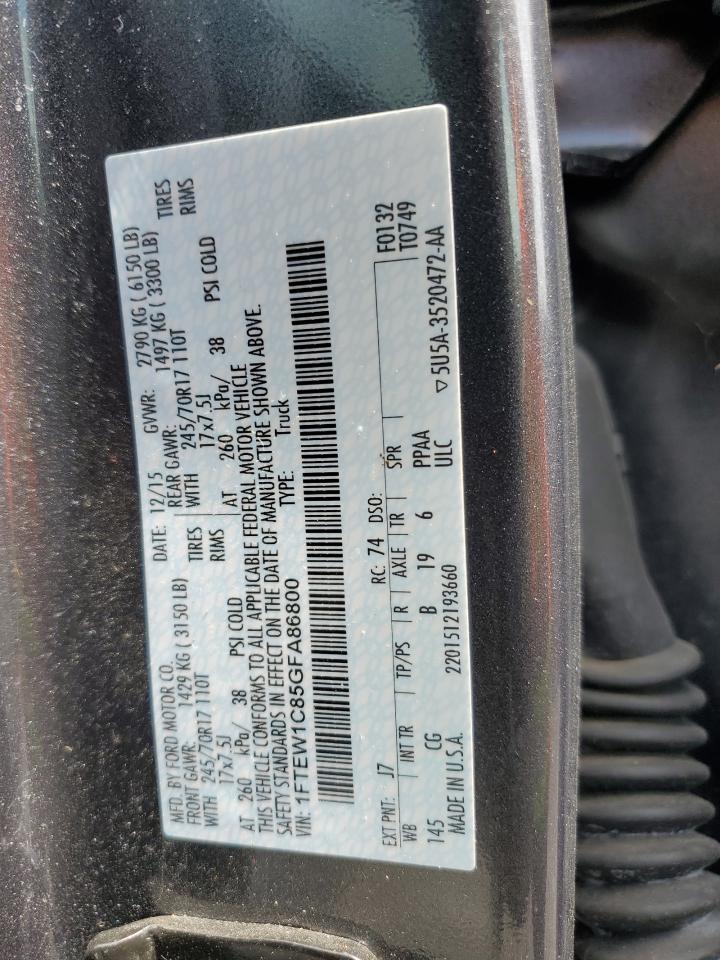 MFD. BY FORD MOTOR CO. DATE: 12/15 GVWR: 2790 KG ( 6150 LB)
FRONT GAWR: 1429 KG ( 3150 LB) REAR GAWR: 1497 KG ( 3300 LB)
WITH 245/70R17 110T TIRES WITH 245/70R17 110T TIRES
17x7.5J RIMS 17x7.5J RIMS
AT 260 kPa/ 38 PSI COLD AT 260 kPa/ 38 PSI COLD
THIS VEHICLE CONFORMS TO ALL APPLICABLE FEDERAL MOTOR VEHICLE
SAFETY STANDARDS IN EFFECT ON THE DATE OF MANUFACTURE SHOWN ABOVE.
VIN: 1FTEW1C85GFA86800 TYPE: Truck
EXT PNT: J7 RC: 74 DSO: F0132
WB INT TR TP/PS R AXLE TR SPR T0749
145 CG B 19 6 PPAA
MADE IN U.S.A. 2201512193660 ULC ▽5U5A-3520472-AA